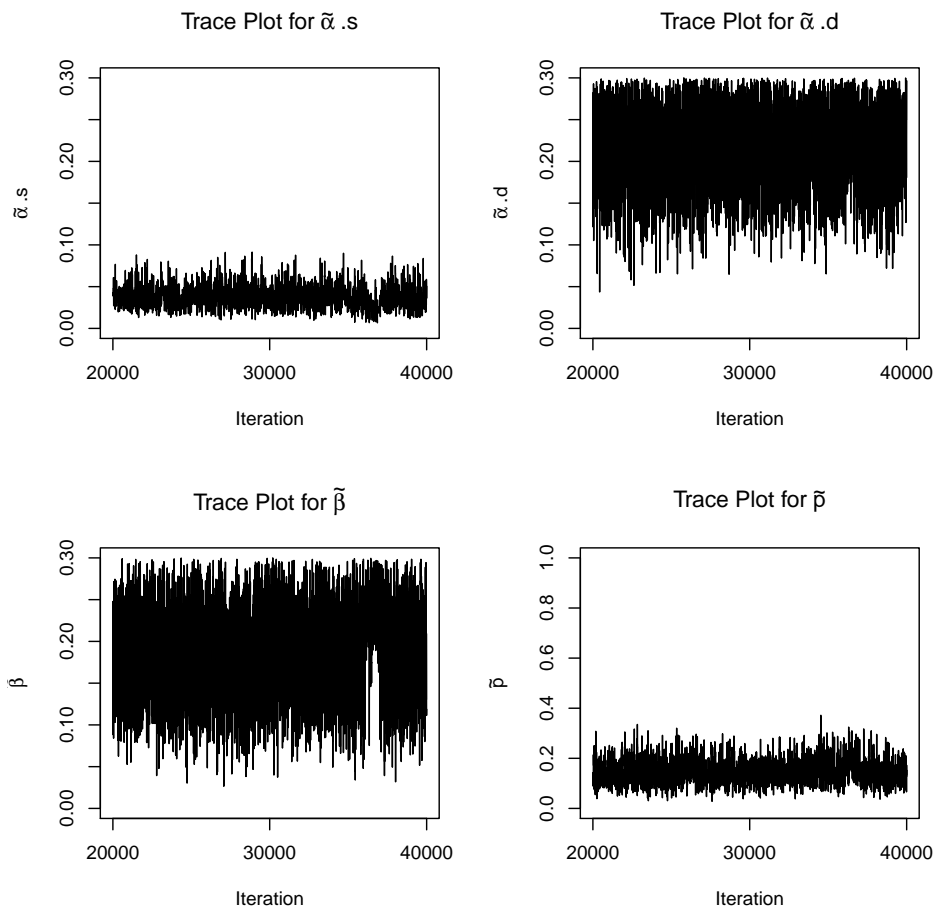 Trace Plot for α̃ .s
α̃ .s
0.30
0.20
0.10
0.00
20000 30000 40000
Iteration
Trace Plot for α̃ .d
α̃ .d
0.30
0.20
0.10
0.00
20000 30000 40000
Iteration
Trace Plot for β̃
β̃
0.30
0.20
0.10
0.00
20000 30000 40000
Iteration
Trace Plot for p̃
p̃
1.0
0.8
0.6
0.4
0.2
0.0
20000 30000 40000
Iteration